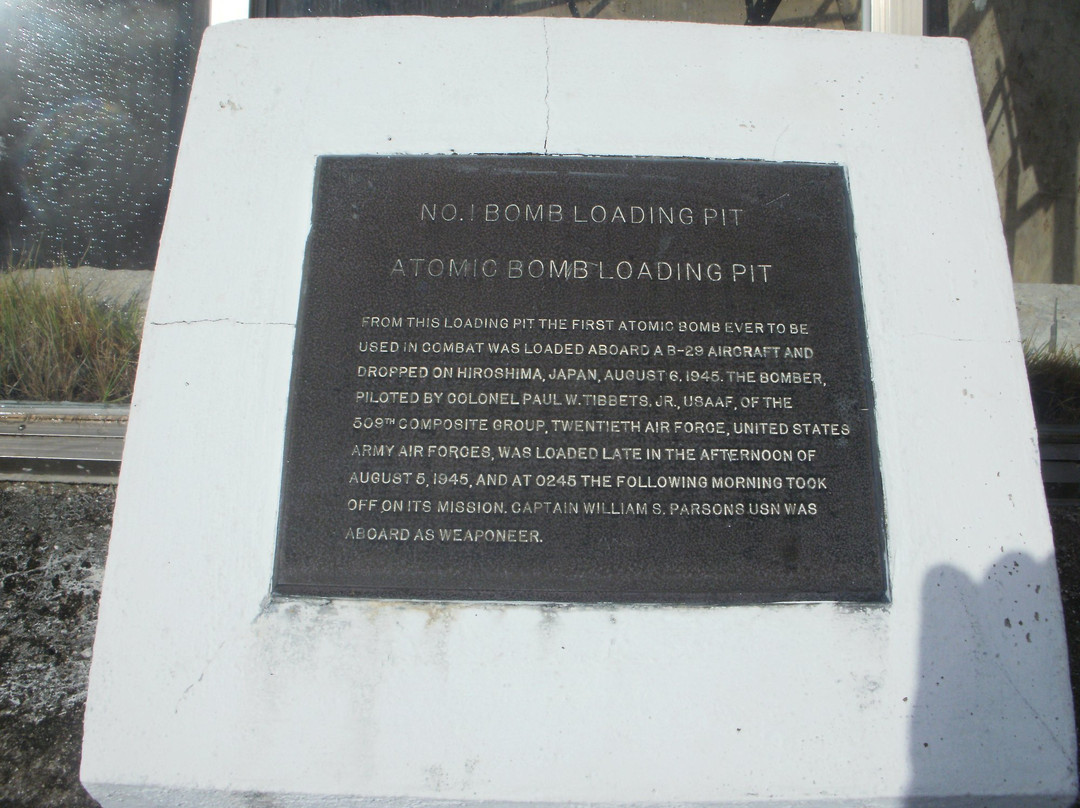 NO. 1 BOMB LOADING PIT
ATOMIC BOMB LOADING PIT
FROM THIS LOADING PIT THE FIRST ATOMIC BOMB EVER TO BE
USED IN COMBAT WAS LOADED ABOARD A B-29 AIRCRAFT AND
DROPPED ON HIROSHIMA, JAPAN, AUGUST 6, 1945. THE BOMBER,
PILOTED BY COLONEL PAUL W. TIBBETS, JR., USAAF, OF THE
509TH COMPOSITE GROUP, TWENTIETH AIR FORCE, UNITED STATES
ARMY AIR FORCES, WAS LOADED LATE IN THE AFTERNOON OF
AUGUST 5, 1945, AND AT 0245 THE FOLLOWING MORNING TOOK
OFF ON ITS MISSION. CAPTAIN WILLIAM S. PARSONS USN WAS
ABOARD AS WEAPONEER.